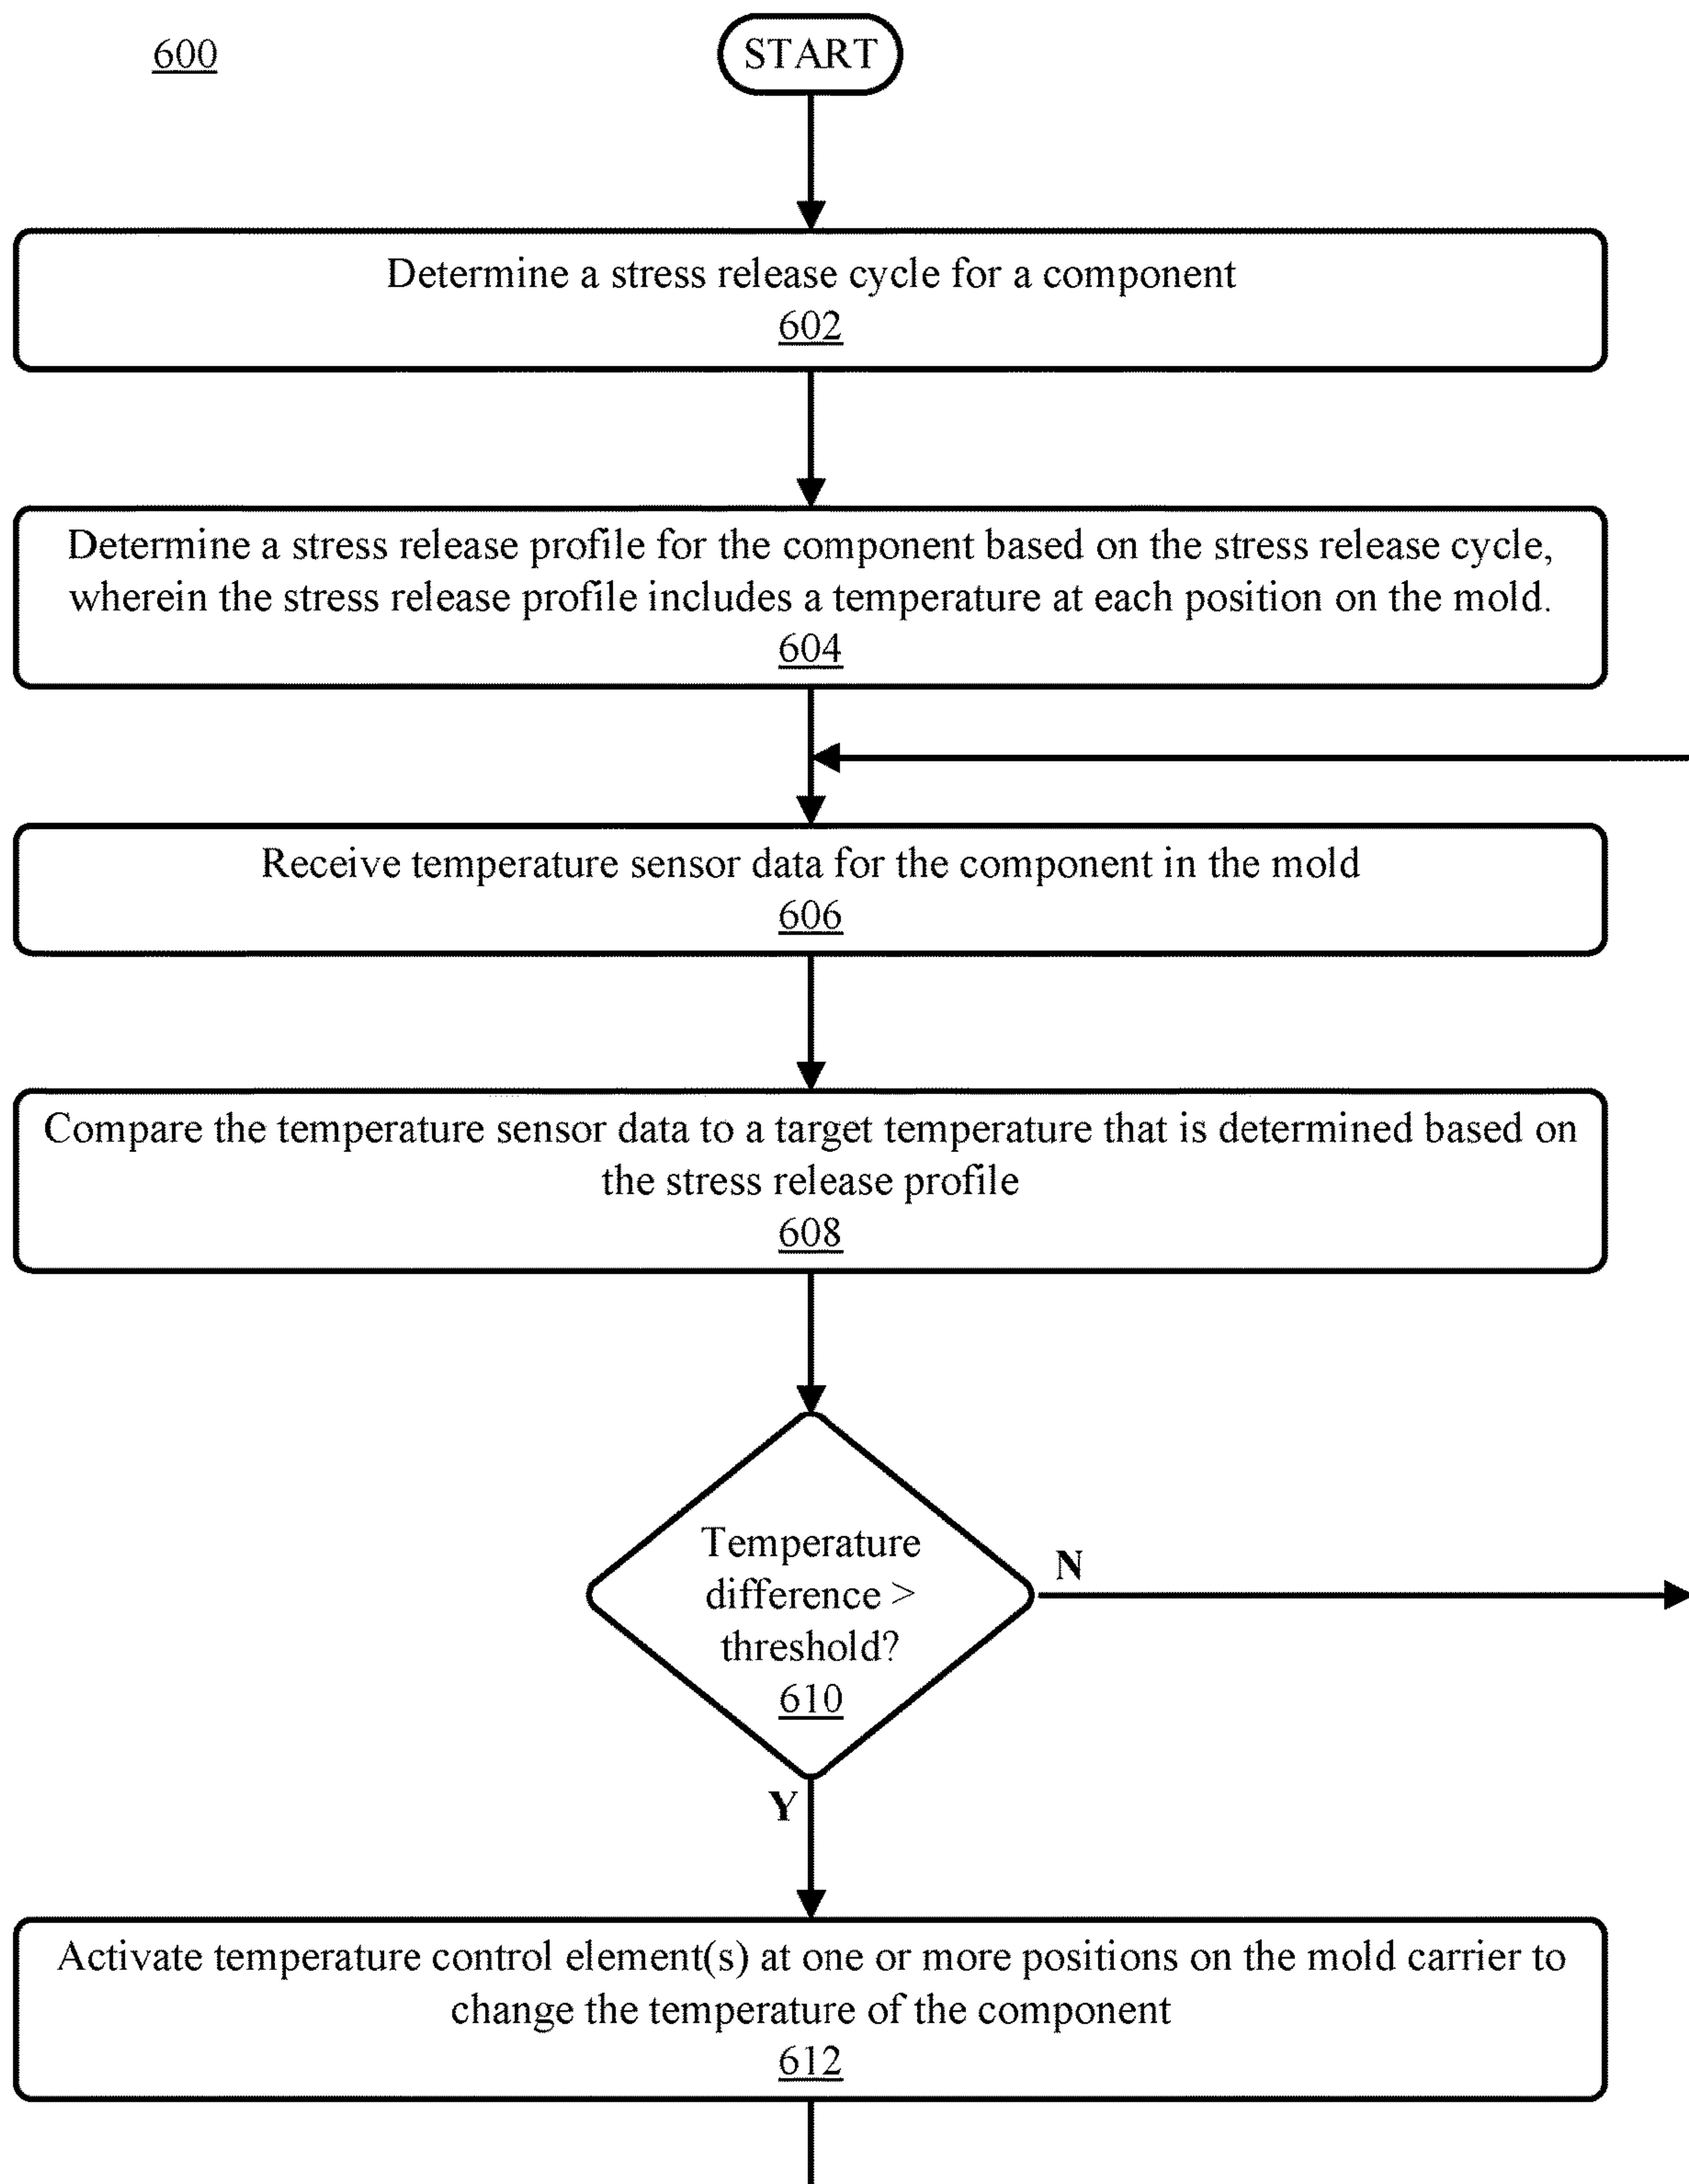 600
START
Determine a stress release cycle for a component
602
Determine a stress release profile for the component based on the stress release cycle,
wherein the stress release profile includes a temperature at each position on the mold.
604
Receive temperature sensor data for the component in the mold
606
Compare the temperature sensor data to a target temperature that is determined based on
the stress release profile
608
Temperature
difference >
threshold?
610
N
Y
Activate temperature control element(s) at one or more positions on the mold carrier to
change the temperature of the component
612